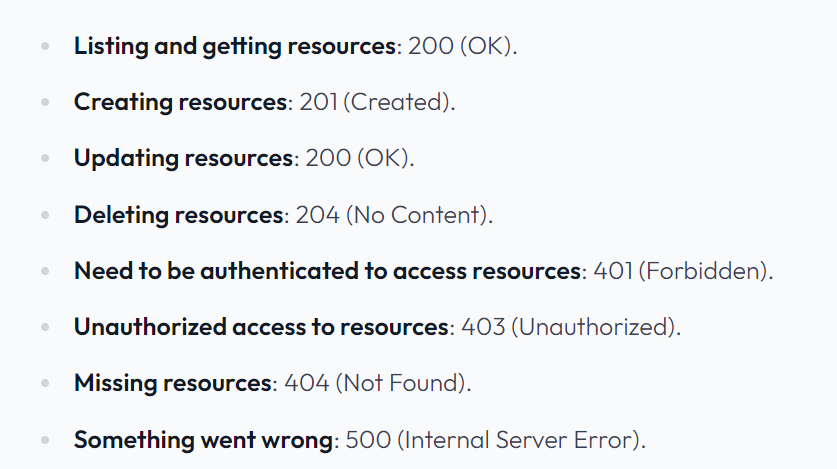 Listing and getting resources: 200 (OK).
Creating resources: 201 (Created).
Updating resources: 200 (OK).
Deleting resources: 204 (No Content).
Need to be authenticated to access resources: 401 (Forbidden).
Unauthorized access to resources: 403 (Unauthorized).
Missing resources: 404 (Not Found).
Something went wrong: 500 (Internal Server Error).